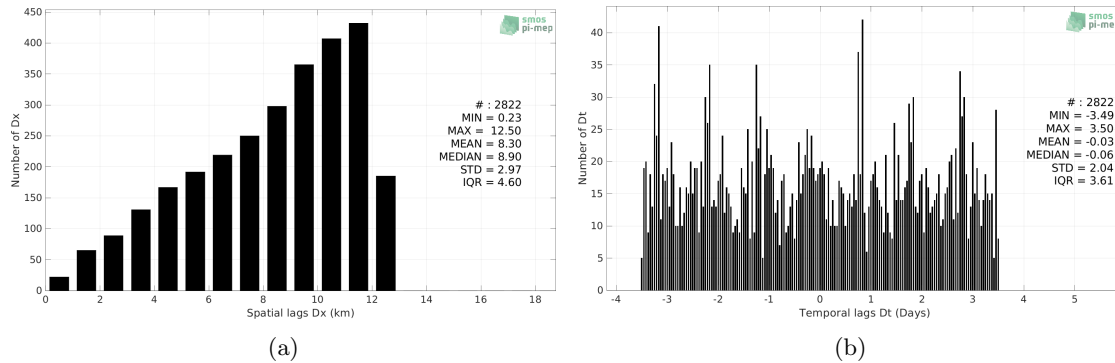 450
400
350
300
250
200
150
100
50
0
Number of Dx
0
2
4
6
8
10
12
14
16
18
Spatial lags Dx (km)
smos
pi-mep
# : 2822
MIN = 0.23
MAX = 12.50
MEAN = 8.30
MEDIAN = 8.90
STD = 2.97
IQR = 4.60
(a)
40
35
30
25
20
15
10
5
0
Number of Dt
-4
-3
-2
-1
0
1
2
3
4
5
Temporal lags Dt (Days)
smos
pi-mep
# : 2822
MIN = -3.49
MAX = 3.50
MEAN = -0.03
MEDIAN = -0.06
STD = 2.04
IQR = 3.61
(b)